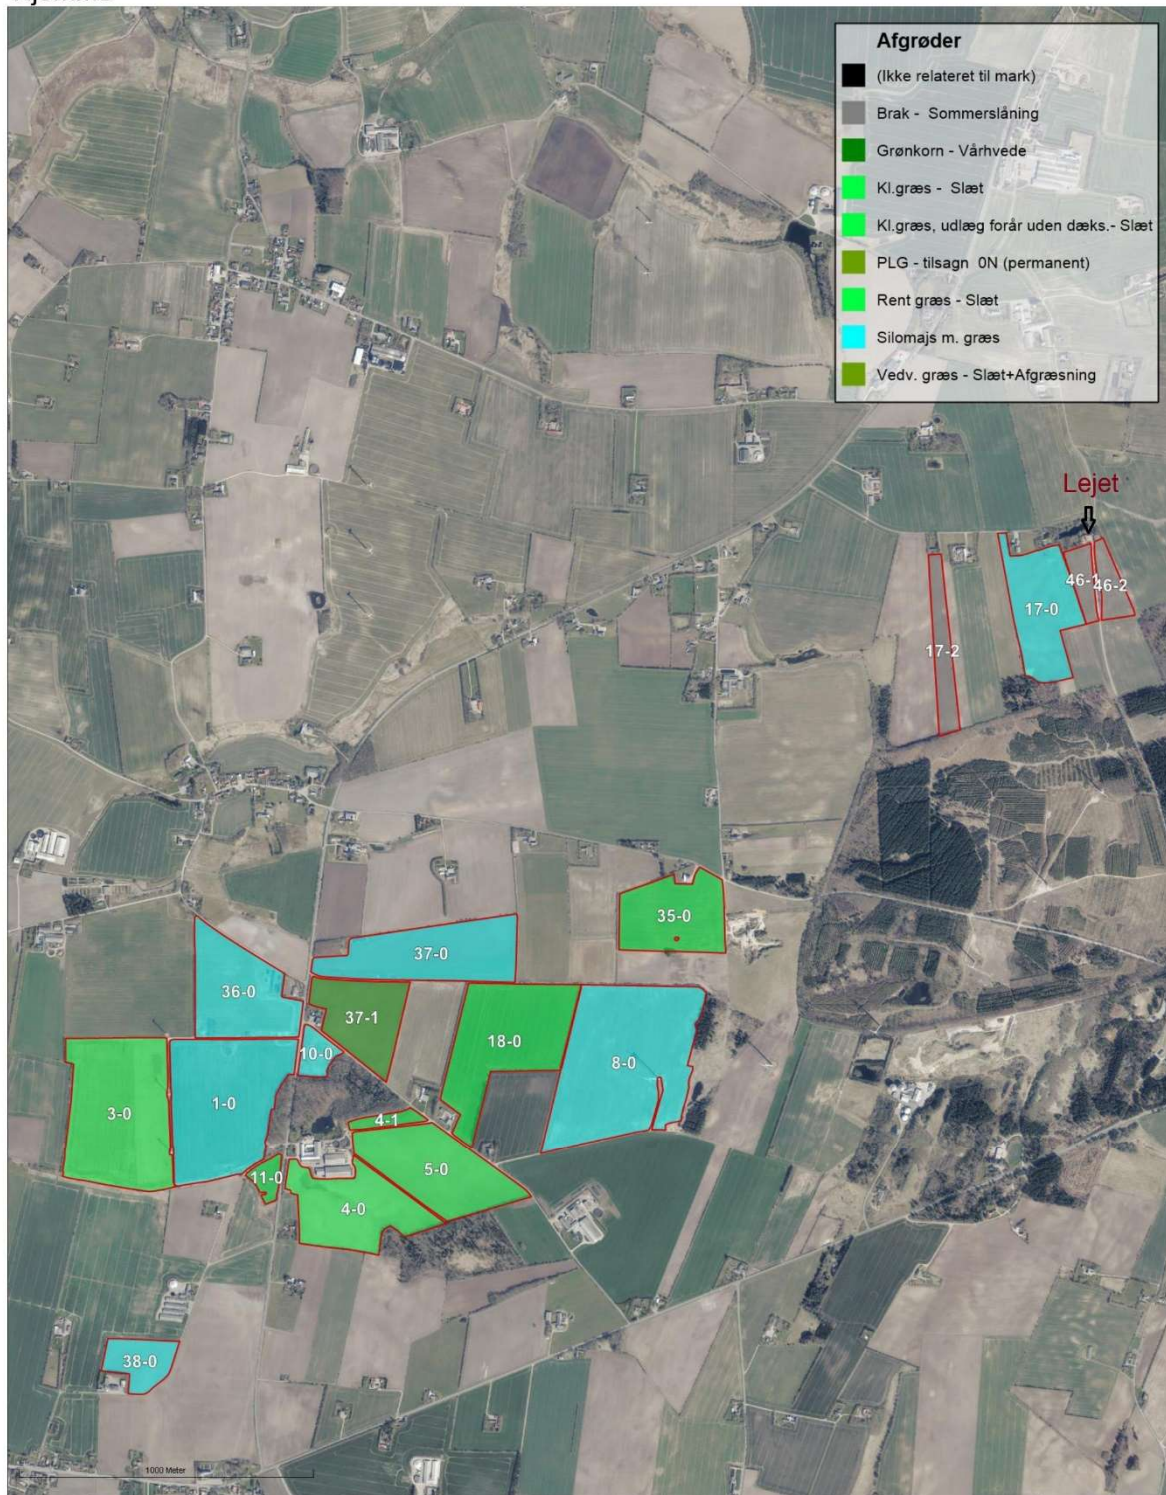 Afgrøder
(Ikke relateret til mark)
Brak - Sommerslåning
Grønkorn - Vårhvede
Kl.græs - Slæt
Kl.græs, udlæg forår uden dæks.- Slæt
PLG - tilsagn 0N (permanent)
Rent græs - Slæt
Silomajs m. græs
Vedv. græs - Slæt+Afgræsning
Lejet
46-1
46-2
17-0
17-2
35-0
37-0
36-0
37-1
18-0
10-0
8-0
3-0
1-0
4-1
5-0
11-0
4-0
38-0
1000 Meter